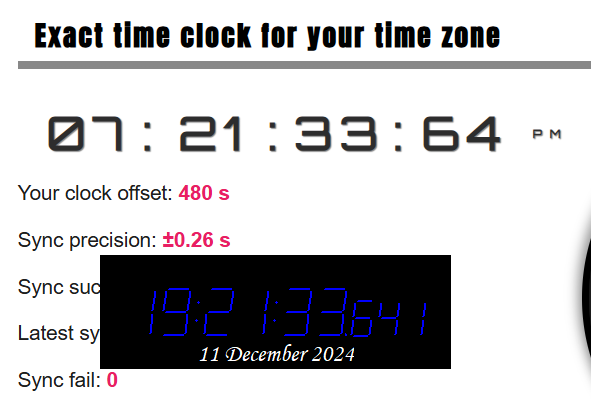 Exact time clock for your time zone
07:21:33:64 PM
Your clock offset: 480 s
Sync precision: ±0.26 s
Sync suc
19:21:33.641
Latest sy
11 December 2024
Sync fail: 0